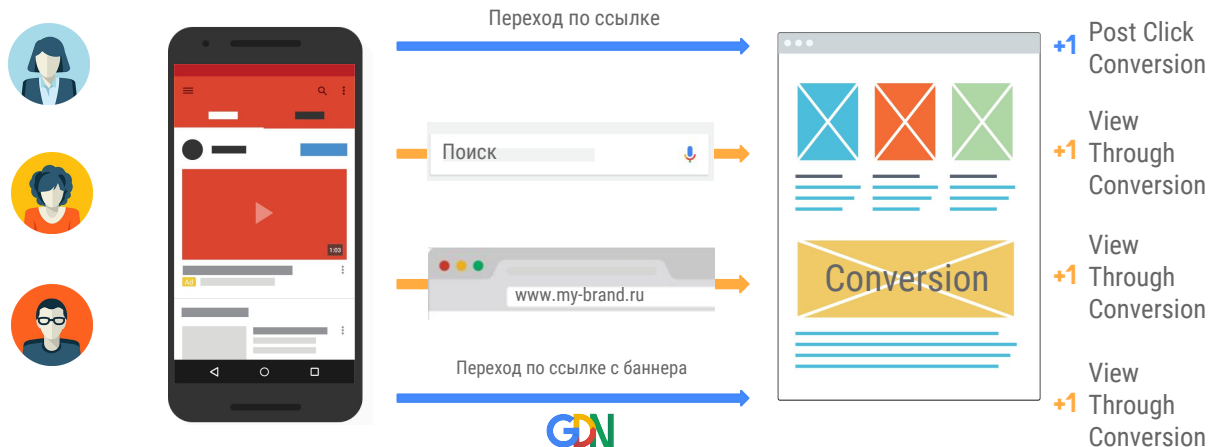 Переход по ссылке
+1 Post Click
Conversion
Поиск
View
+1 Through
Conversion
1:03
Ad
www.my-brand.ru
Conversion
View
+1 Through
Conversion
Переход по ссылке с баннера
GDN
View
+1 Through
Conversion